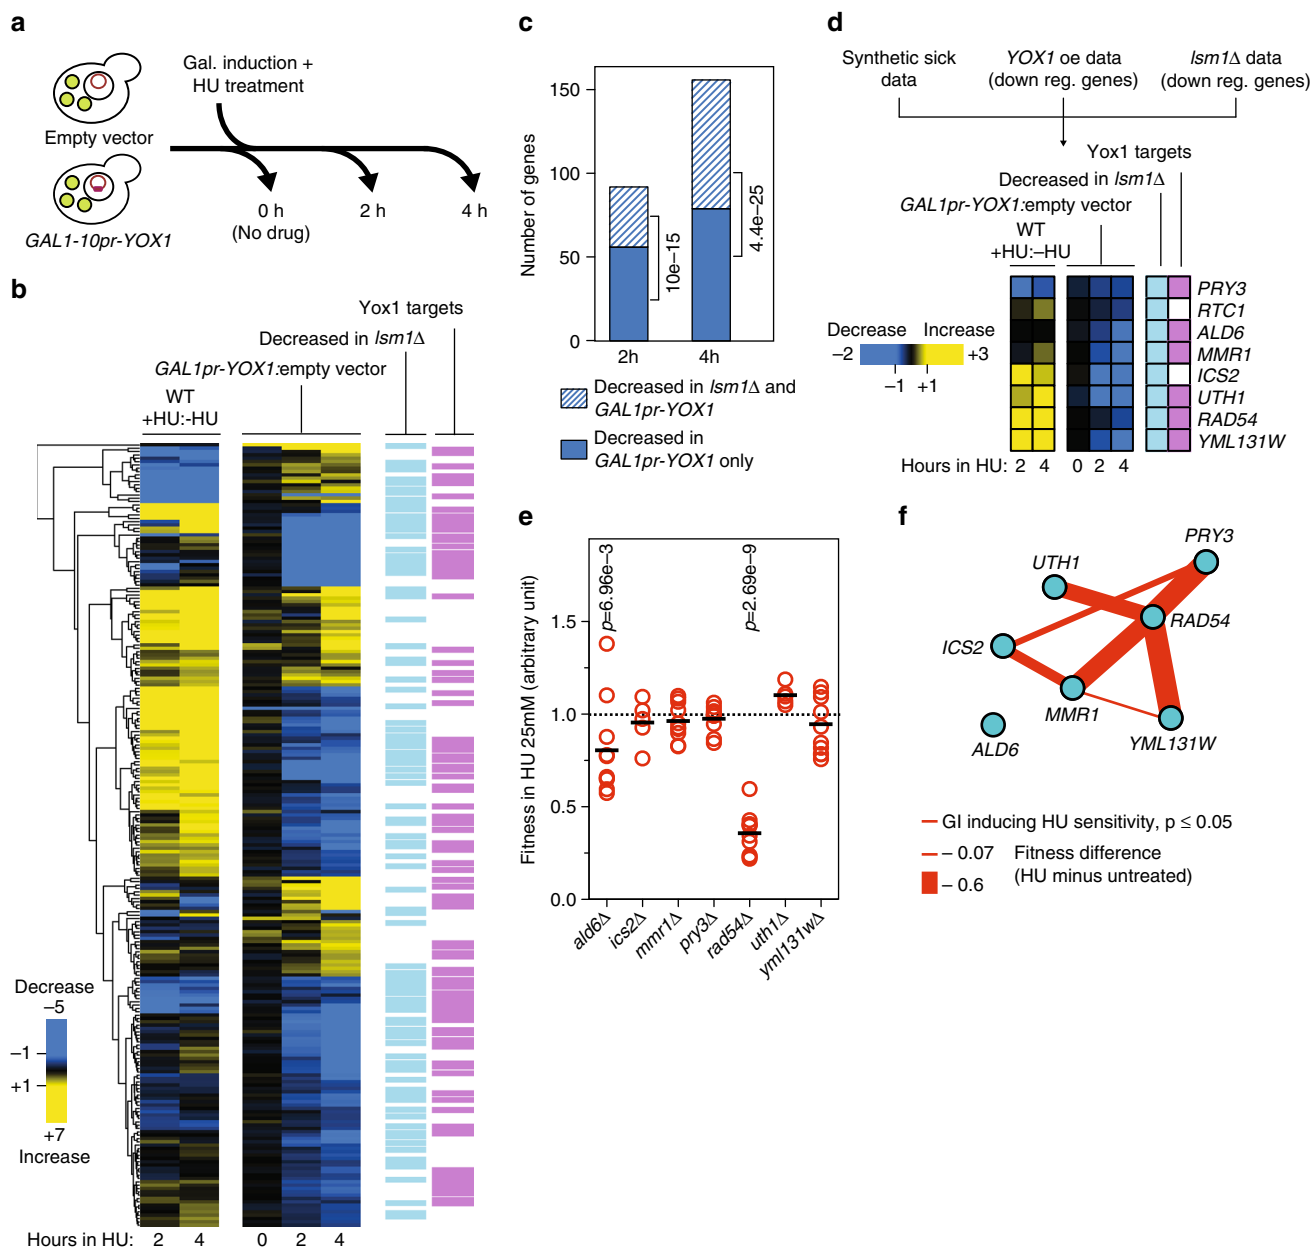 a
Gal. induction +
HU treatment
Empty vector
GAL1-10pr-YOX1
0 h
(No drug)
2 h
4 h
b
Yox1 targets
Decreased in lsm1Δ
GAL1pr-YOX1:empty vector
WT
+HU:-HU
Decrease
–5
–1
+1
+7
Increase
Hours in HU: 2 4 0 2 4
c
Number of genes
150
100
50
0
10e–15
4.4e–25
2h
4h
Decreased in lsm1Δ and
GAL1pr-YOX1
Decreased in
GAL1pr-YOX1 only
d
Synthetic sick
data
YOX1 oe data
(down reg. genes)
lsm1Δ data
(down reg. genes)
Yox1 targets
Decreased in lsm1Δ
GAL1pr-YOX1:empty vector
WT
+HU:–HU
Decrease
Increase
–2
+3
–1
+1
PRY3
RTC1
ALD6
MMR1
ICS2
UTH1
RAD54
YML131W
Hours in HU: 2 4 0 2 4
e
Fitness in HU 25mM (arbitrary unit)
1.5
1.0
0.5
0.0
p=6.96e–3
p=2.69e–9
ald6Δ
ics2Δ
mmr1Δ
pry3Δ
rad54Δ
uth1Δ
yml131wΔ
f
PRY3
UTH1
RAD54
ICS2
MMR1
YML131W
ALD6
GI inducing HU sensitivity, p ≤ 0.05
– 0.07
– 0.6
Fitness difference
(HU minus untreated)